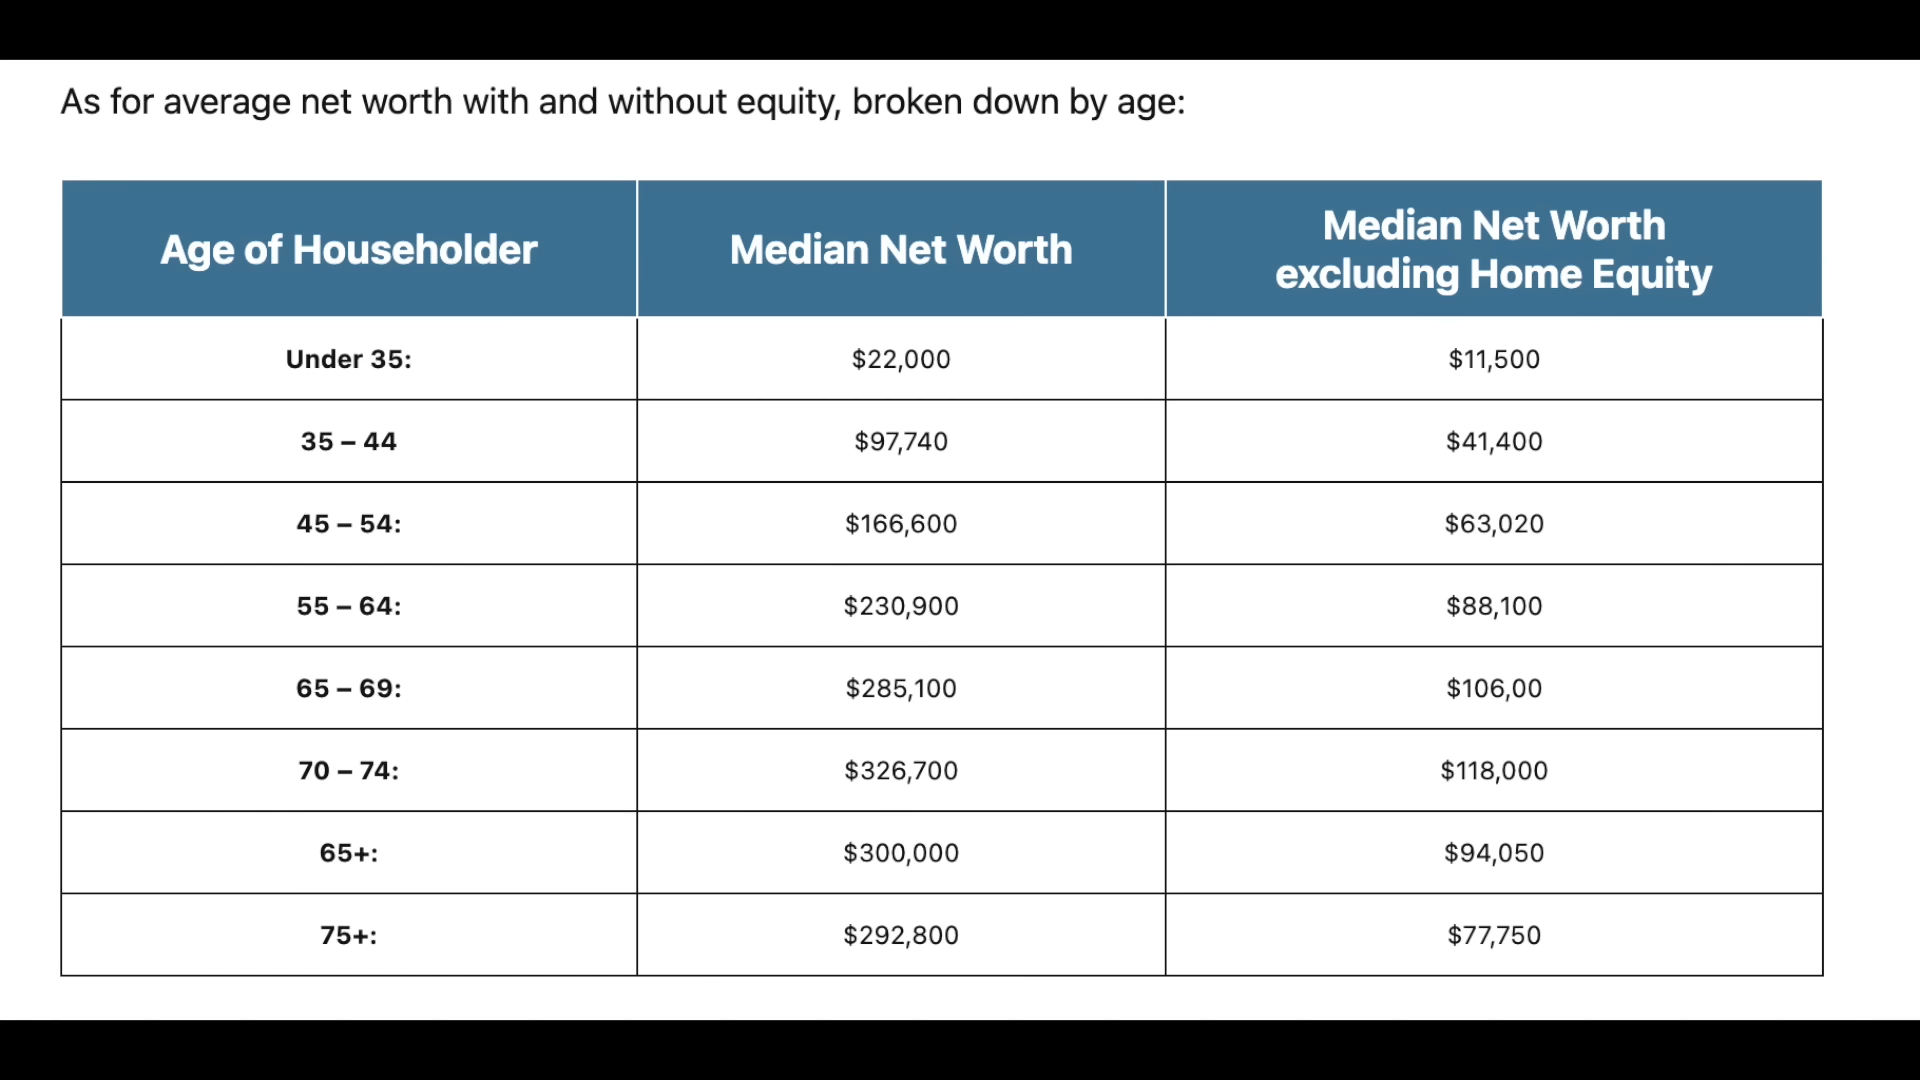 As for average net worth with and without equity, broken down by age:
Age of Householder
Median Net Worth
Median Net Worth
excluding Home Equity
Under 35:
$22,000
$11,500
35 – 44
$97,740
$41,400
45 – 54:
$166,600
$63,020
55 – 64:
$230,900
$88,100
65 – 69:
$285,100
$106,00
70 – 74:
$326,700
$118,000
65+:
$300,000
$94,050
75+:
$292,800
$77,750